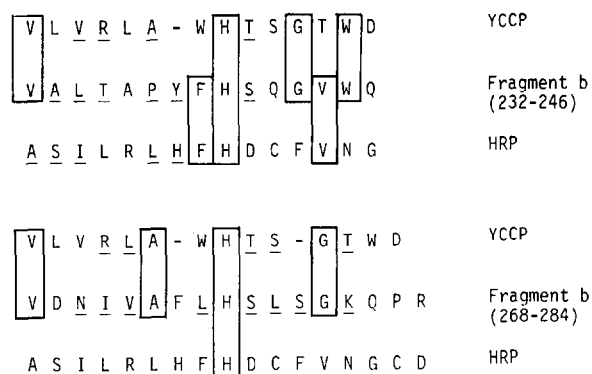 V L V R L A - W H T S G T W D YCCP
V A L T A P Y F H S Q G V W Q Fragment b
(232-246)
A S I L R L H F H D C F V N G HRP
V L V R L A - W H T S - G T W D YCCP
V D N I V A F L H S L S G K Q P R Fragment b
(268-284)
A S I L R L H F H D C F V N G C D HRP